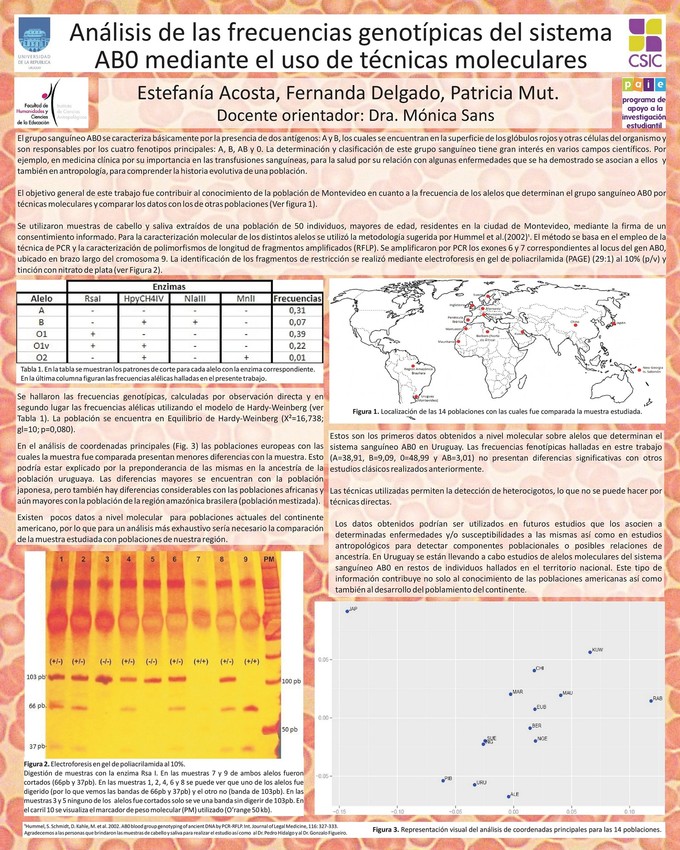 Análisis de las frecuencias genotípicas del sistema
AB0 mediante el uso de técnicas moleculares
UNIVERSIDAD
DE LA REPUBLICA
CSIC
Facultad de
Humanidades y
Ciencias
de la Educación
Estefanía Acosta, Fernanda Delgado, Patricia Mut.
Docente orientador: Dra. Mónica Sans
paie
programa de
apoyo a la
investigación
estudiantil
El grupo sanguíneo AB0 se caracteriza básicamente por la presencia de dos antígenos: A y B, los cuales se encuentran en la superficie de los glóbulos rojos y otras células del organismo y
son responsables por los cuatro fenotipos principales: A, B, AB y 0. La determinación y clasificación de este grupo sanguíneo tiene gran interés en varios campos científicos. Por
ejemplo, en medicina clínica por su importancia en las transfusiones sanguíneas, para la salud por su relación con algunas enfermedades que se ha demostrado se asocian a ellos y
también en antropología, para comprender la historia evolutiva de una población.
El objetivo general de este trabajo fue contribuir al conocimiento de la población de Montevideo en cuanto a la frecuencia de los alelos que determinan el grupo sanguíneo AB0 por
técnicas moleculares y comparar los datos con los de otras poblaciones (Ver figura 1).
Se utilizaron muestras de cabello y saliva extraídos de una población de 50 individuos, mayores de edad, residentes en la ciudad de Montevideo, mediante la firma de un
consentimiento informado. Para la caracterización molecular de los distintos alelos se utilizó la metodología sugerida por Hummel et al.(2002)¹. El método se basa en el empleo de la
técnica de PCR y la caracterización de polimorfismos de longitud de fragmentos amplificados (RFLP). Se amplificaron por PCR los exones 6 y 7 correspondientes al locus del gen AB0,
ubicado en brazo largo del cromosoma 9. La identificación de los fragmentos de restricción se realizó mediante electroforesis en gel de poliacrilamida (PAGE) (29:1) al 10% (p/v) y
tinción con nitrato de plata (ver Figura 2).
Enzimas
Alelo RsaI HpyCH4IV NlaIII MnlI Frecuencias
A - - - - 0,31
B - + + - 0,07
O1 + - - - 0,39
O1v + + - - 0,22
O2 - + - + 0,01
Tabla 1. En la tabla se muestran los patrones de corte para cada alelo con la enzima correspondiente.
En la última columna figuran las frecuencias alélicas halladas en el presente trabajo.
Figura 1. Localización de las 14 poblaciones con las cuales fue comparada la muestra estudiada.
Se hallaron las frecuencias genotípicas, calculadas por observación directa y en
segundo lugar las frecuencias alélicas utilizando el modelo de Hardy-Weinberg (ver
Tabla 1). La población se encuentra en Equilibrio de Hardy-Weinberg (X²=16,738;
gl=10; p=0,080).
En el análisis de coordenadas principales (Fig. 3) las poblaciones europeas con las
cuales la muestra fue comparada presentan menores diferencias con la muestra. Esto
podría estar explicado por la preponderancia de las mismas en la ancestría de la
población uruguaya. Las diferencias mayores se encuentran con la población
japonesa, pero también hay diferencias considerables con las poblaciones africanas y
aún mayores con la población de la región amazónica brasilera (población mestizada).
Existen pocos datos a nivel molecular para poblaciones actuales del continente
americano, por lo que para un análisis más exhaustivo sería necesario la comparación
de la muestra estudiada con poblaciones de nuestra región.
Estos son los primeros datos obtenidos a nivel molecular sobre alelos que determinan el
sistema sanguíneo AB0 en Uruguay. Las frecuencias fenotípicas halladas en estre trabajo
(A=38,91, B=9,09, 0=48,99 y AB=3,01) no presentan diferencias significativas con otros
estudios clásicos realizados anteriormente.
Las técnicas utilizadas permiten la detección de heterocigotos, lo que no se puede hacer por
técnicas directas.
Los datos obtenidos podrían ser utilizados en futuros estudios que los asocien a
determinadas enfermedades y/o susceptibilidades a las mismas así como en estudios
antropológicos para detectar componentes poblacionales o posibles relaciones de
ancestría. En Uruguay se están llevando a cabo estudios de alelos moleculares del sistema
sanguíneo AB0 en restos de individuos hallados en el territorio nacional. Este tipo de
información contribuye no solo al conocimiento de las poblaciones americanas así como
también al desarrollo del poblamiento del continente.
1 2 3 4 5 6 7 8 9 PM
(+/-) (+/-) (-/-) (+/-) (-/-) (+/-) (+/+) (+/-) (+/+)
103 pb
100 pb
66 pb
50 pb
37 pb
Figura 2. Electroforesis en gel de poliacrilamida al 10%.
Digestión de muestras con la enzima Rsa I. En las muestras 7 y 9 de ambos alelos fueron
cortados (66pb y 37pb). En las muestras 1, 2, 4, 6 y 8 se puede ver que uno de los alelos fue
digerido (por lo que vemos las bandas de 66pb y 37pb) y el otro no (banda de 103pb). En las
muestras 3 y 5 ninguno de los alelos fue cortados solo se ve una banda sin digerir de 103pb. En
el carril 10 se visualiza el marcador de peso molecular (PM) utilizado (O'range 50 kb).
JAP
KUW
CHI
MAR
MAU
RAB
EUB
BER
NGE
PIB
URU
ALE
0.05
0.00
-0.05
-0.15 -0.10 -0.05 0.00 0.05 0.10
Figura 3. Representación visual del análisis de coordenadas principales para las 14 poblaciones.
¹Hummel, S. Schmidt, D. Kahle, M. et al. 2002. AB0 blood group genotyping of ancient DNA by PCR-RFLP. Int. Journal of Legal Medicine, 116: 327-333.
Agradecemos a las personas que brindaron las muestras de cabello y saliva para realizar el estudio así como al Dr. Pedro Hidalgo y al Dr. Gonzalo Figueiro.